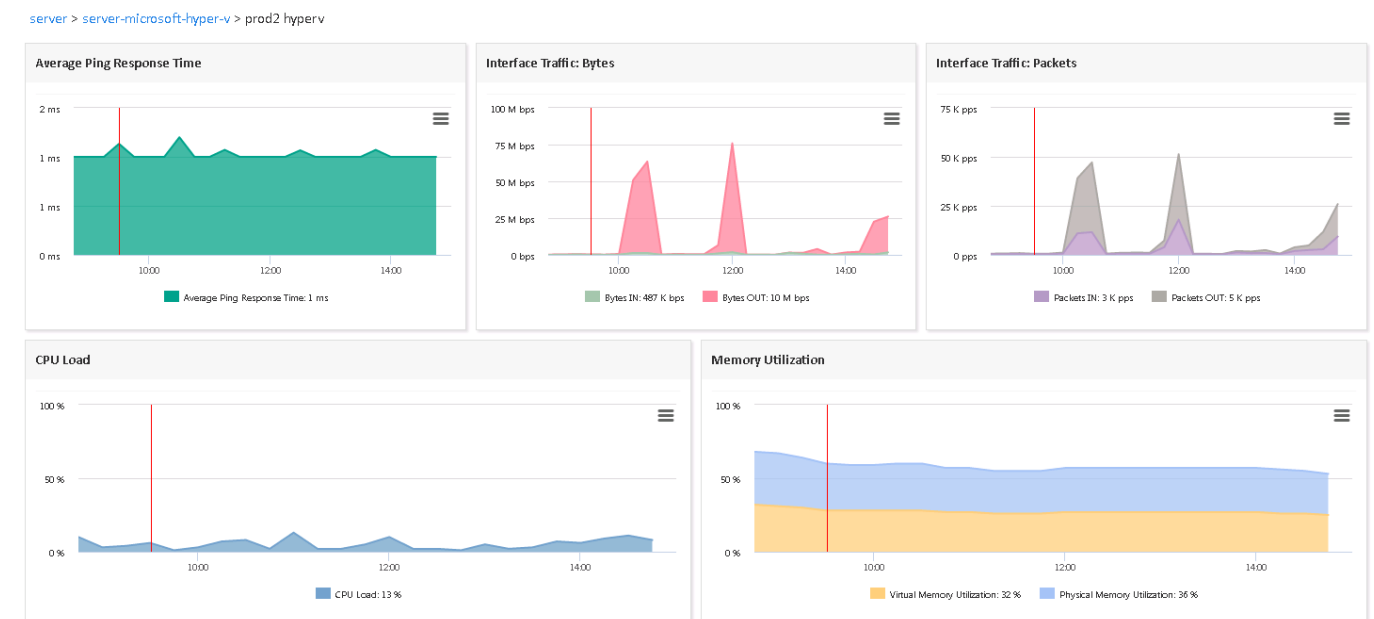 server > server-microsoft-hyper-v > prod2 hyperv
Average Ping Response Time
2 ms
1 ms
1 ms
0 ms
10:00 12:00 14:00
Average Ping Response Time: 1 ms
Interface Traffic: Bytes
100 M bps
75 M bps
50 M bps
25 M bps
0 bps
10:00 12:00 14:00
Bytes IN: 487 K bps Bytes OUT: 10 M bps
Interface Traffic: Packets
75 K pps
50 K pps
25 K pps
0 pps
10:00 12:00 14:00
Packets IN: 3 K pps Packets OUT: 5 K pps
CPU Load
100 %
50 %
0 %
10:00 12:00 14:00
CPU Load: 13 %
Memory Utilization
100 %
50 %
0 %
10:00 12:00 14:00
Virtual Memory Utilization: 32 % Physical Memory Utilization: 36 %